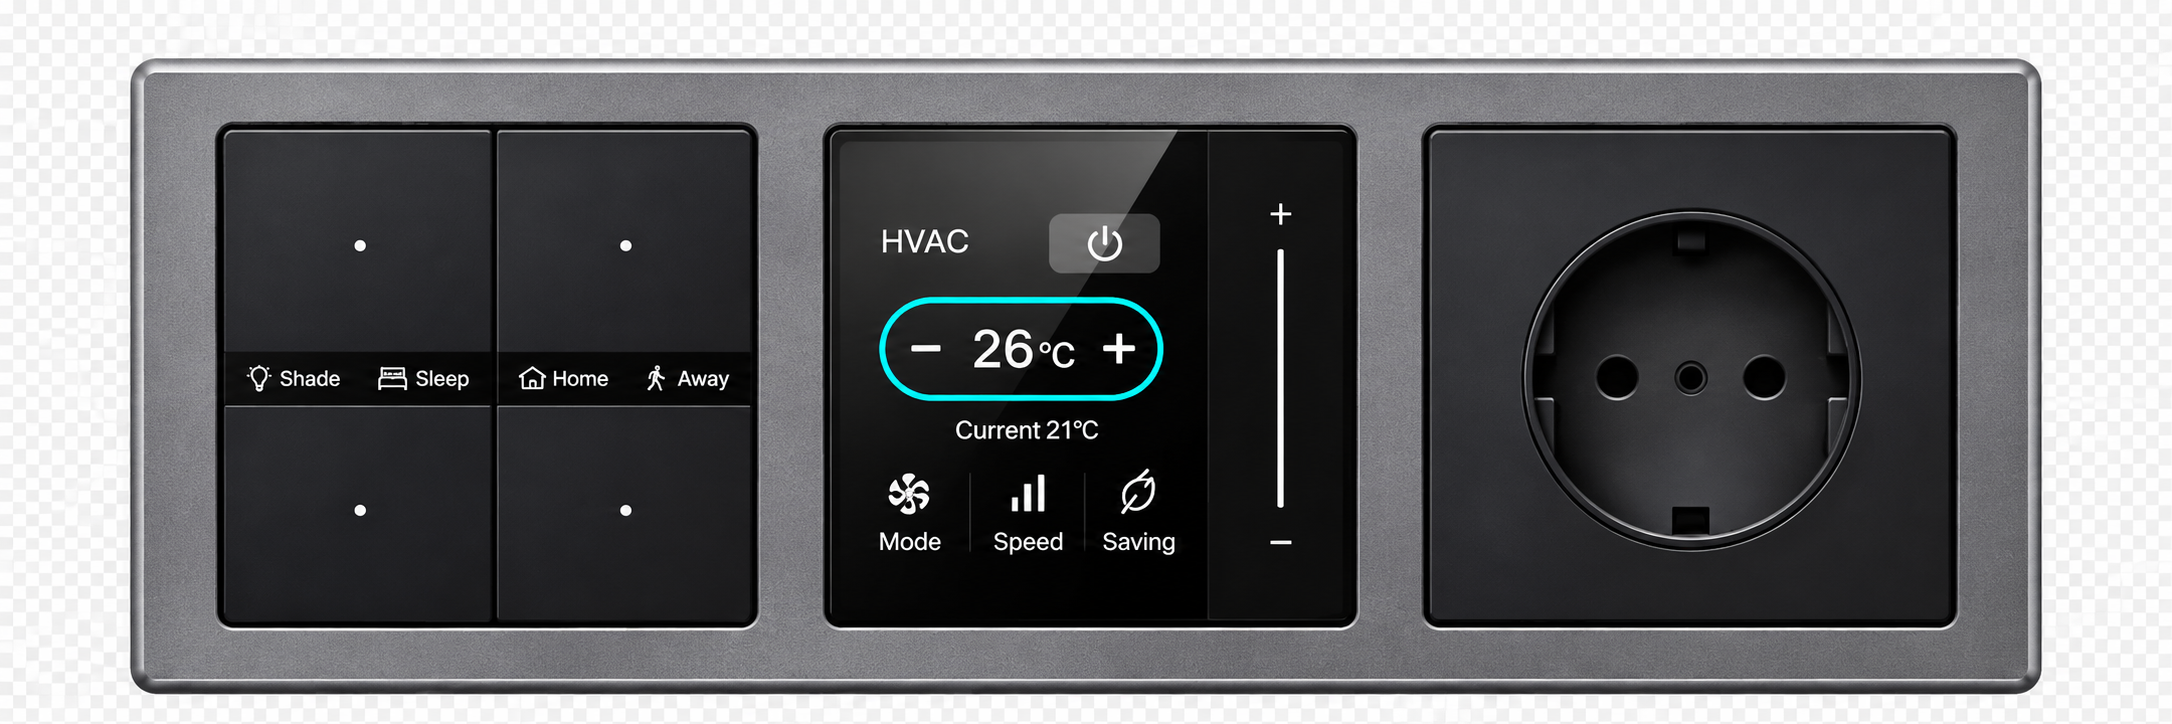 Shade Sleep Home Away
HVAC
− 26°C +
Current 21°C
Mode Speed Saving
+
−